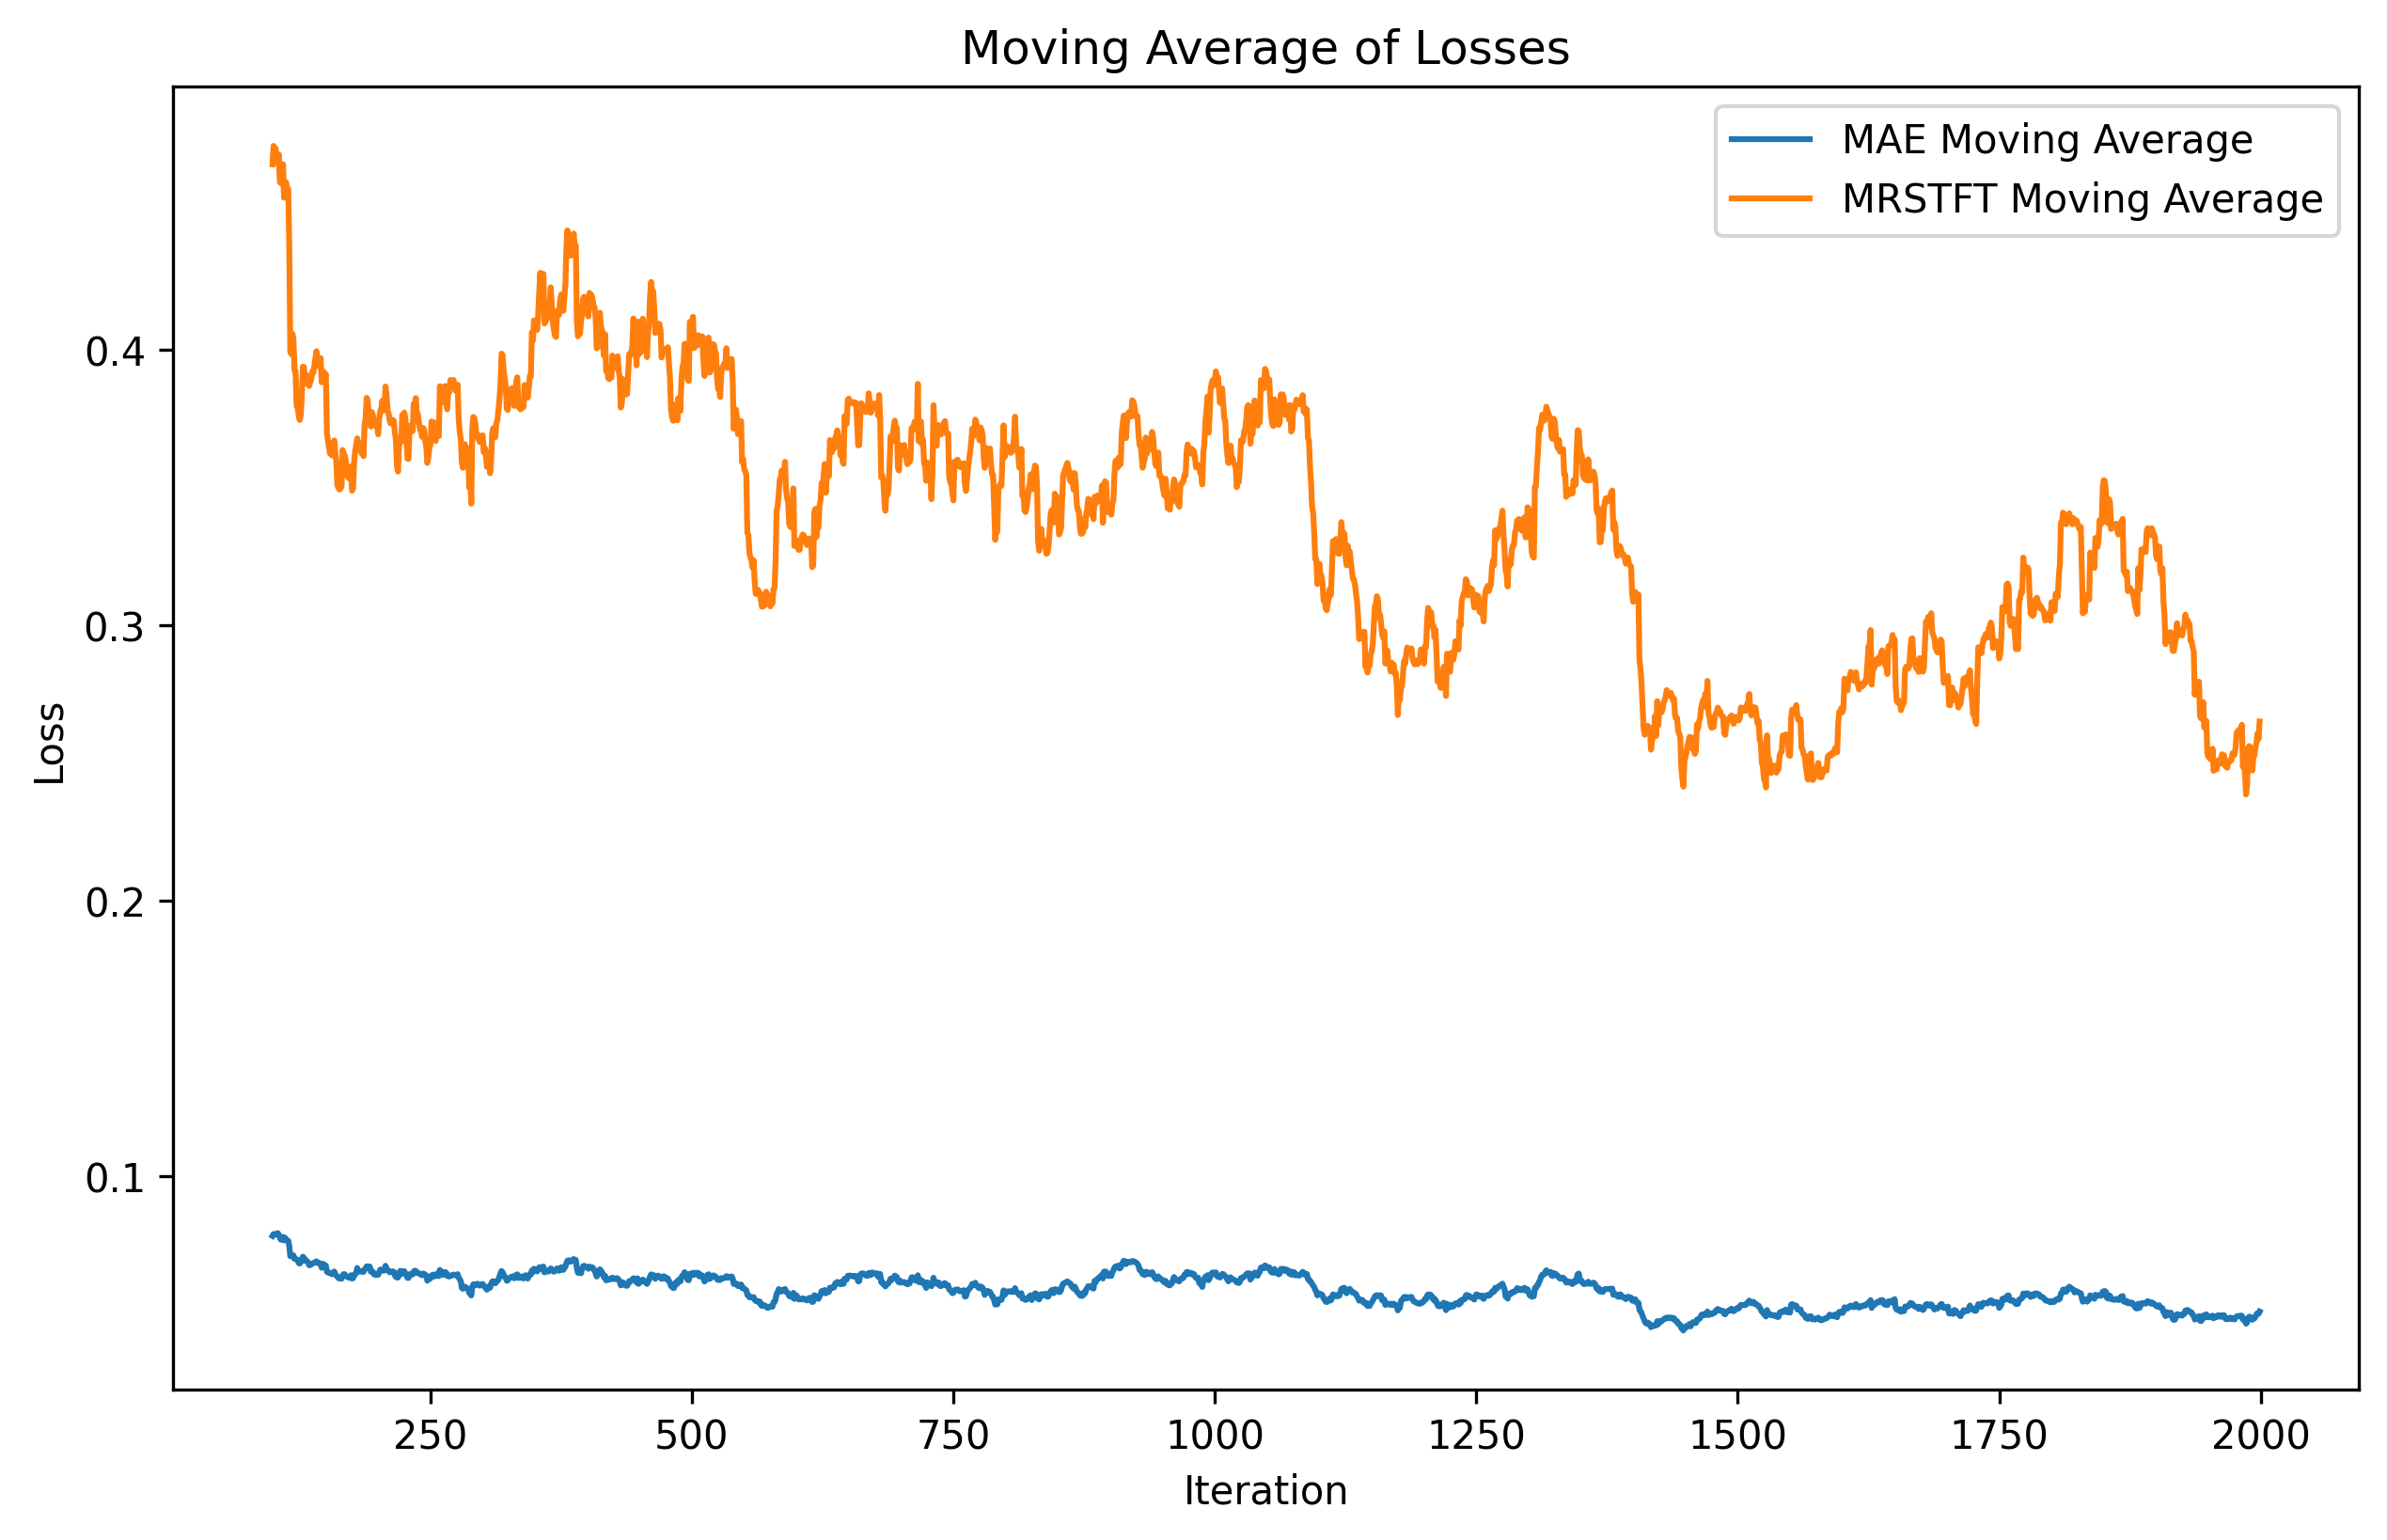 Moving Average of Losses
MAE Moving Average
MRSTFT Moving Average
0.4
0.3
0.2
0.1
Loss
250 500 750 1000 1250 1500 1750 2000
Iteration